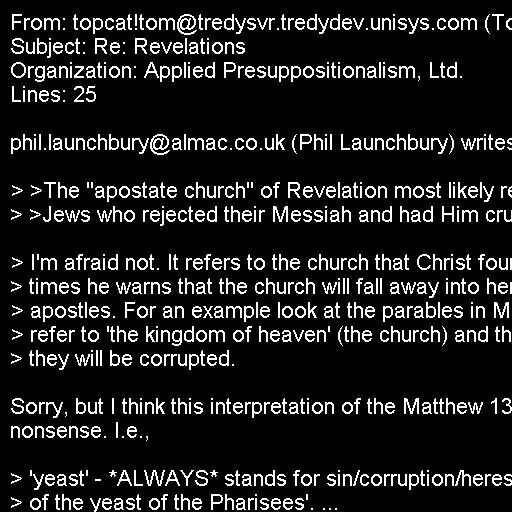 From: topcat!tom@tredysvr.tredydev.unisys.com (To
Subject: Re: Revelations
Organization: Applied Presuppositionalism, Ltd.
Lines: 25

phil.launchbury@almac.co.uk (Phil Launchbury) writes

> >The "apostate church" of Revelation most likely re
> >Jews who rejected their Messiah and had Him cru

> I'm afraid not. It refers to the church that Christ four
> times he warns that the church will fall away into her
> apostles. For an example look at the parables in M
> refer to 'the kingdom of heaven' (the church) and th
> they will be corrupted.

Sorry, but I think this interpretation of the Matthew 13
nonsense. I.e.,

> 'yeast' - *ALWAYS* stands for sin/corruption/heres
> of the yeast of the Pharisees'. ...